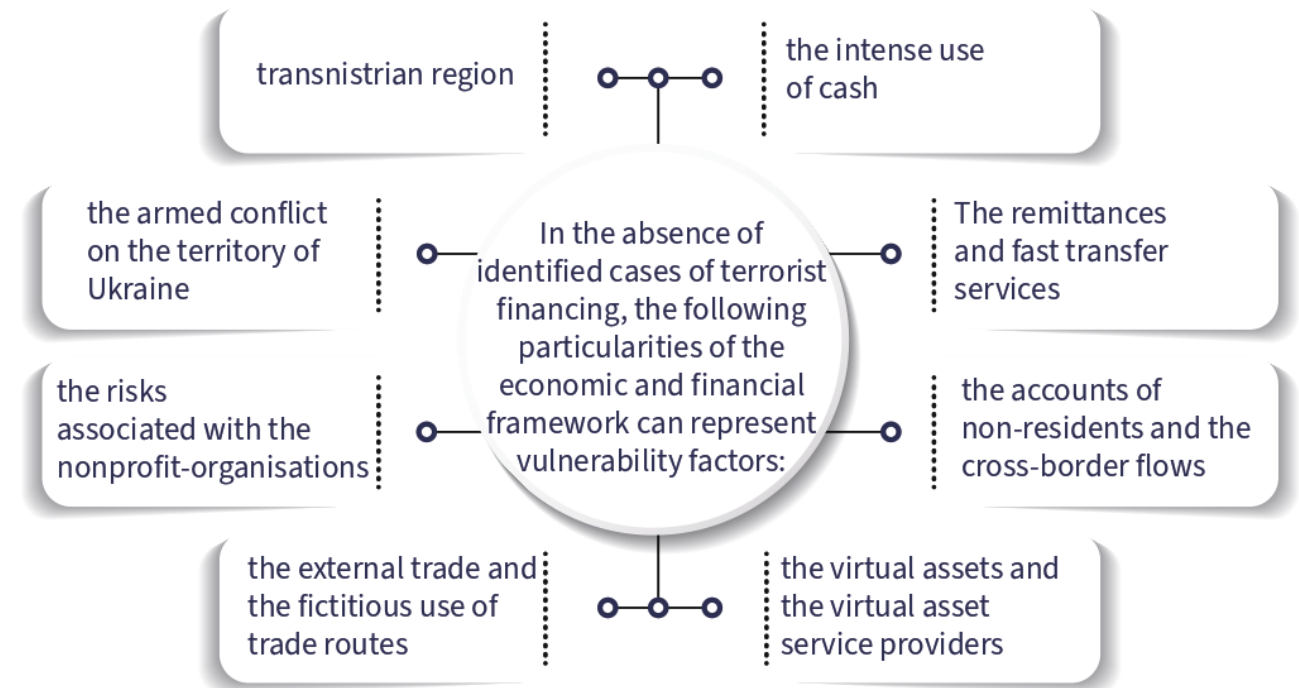 transnistrian region
the intense use
of cash
the armed conflict
on the territory of
Ukraine
In the absence of
identified cases of terrorist
financing, the following
particularities of the
economic and financial
framework can represent
vulnerability factors:
The remittances
and fast transfer
services
the risks
associated with the
nonprofit-organisations
the accounts of
non-residents and the
cross-border flows
the external trade and
the fictitious use of
trade routes
the virtual assets and
the virtual asset
service providers